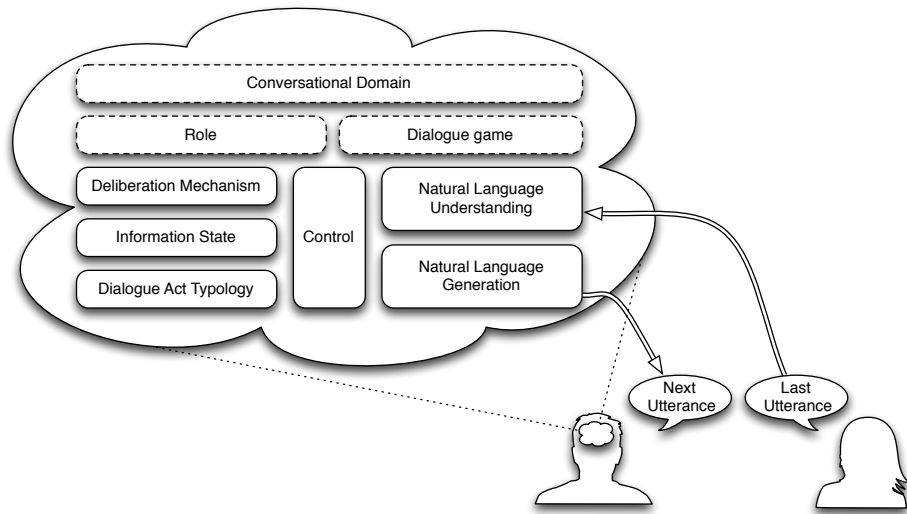 Conversational Domain
Role
Dialogue game
Deliberation Mechanism
Information State
Dialogue Act Typology
Control
Natural Language
Understanding
Natural Language
Generation
Next
Utterance
Last
Utterance